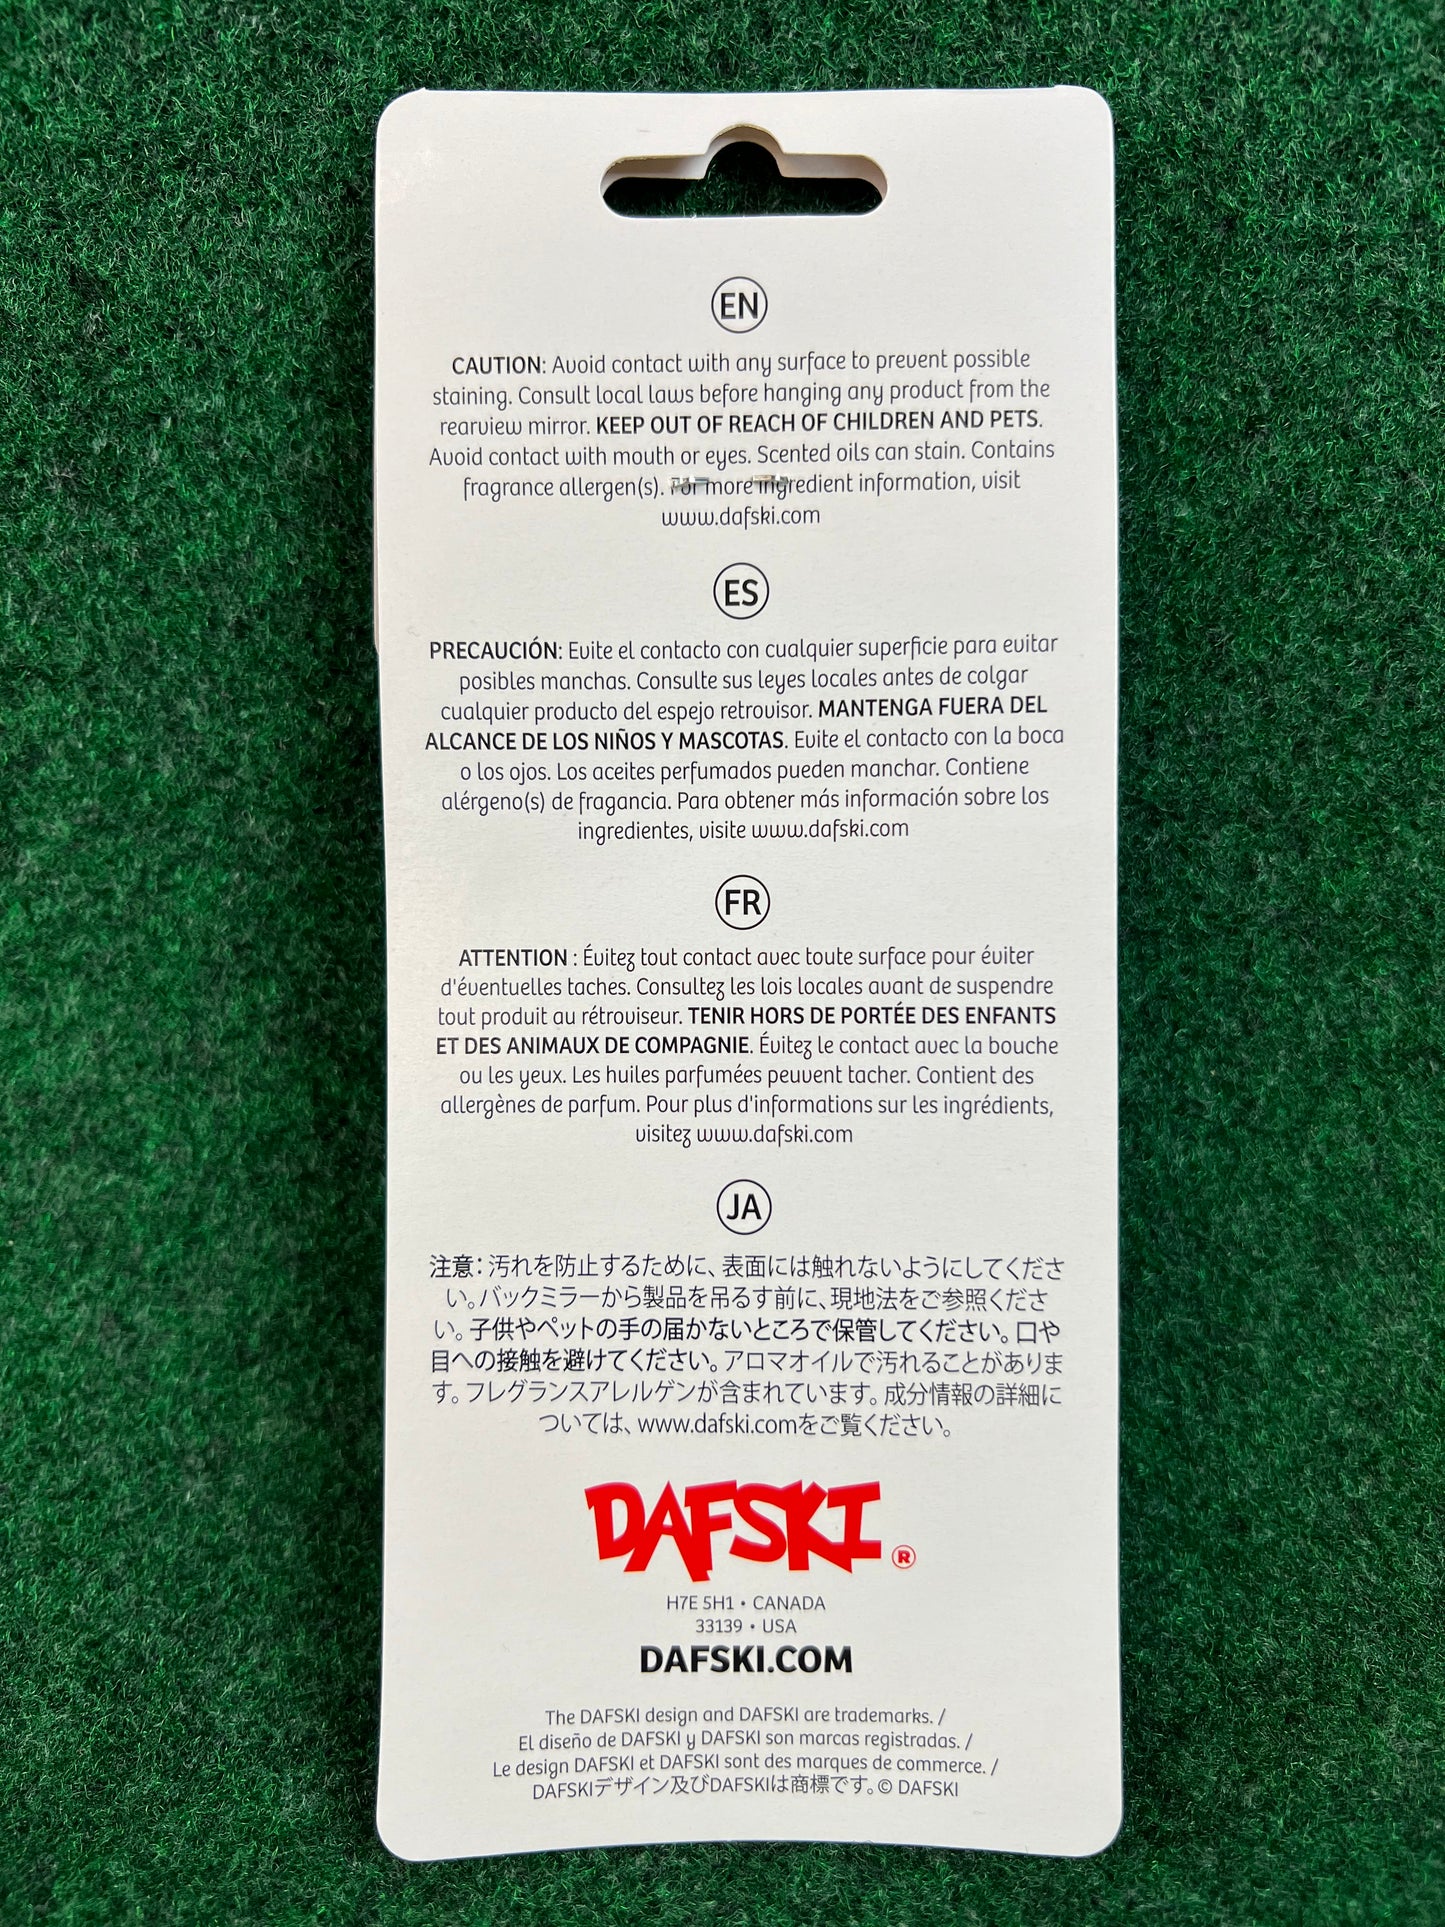 EN
CAUTION: Avoid contact with any surface to prevent possible
staining. Consult local laws before hanging any product from the
rearview mirror. KEEP OUT OF REACH OF CHILDREN AND PETS.
Avoid contact with mouth or eyes. Scented oils can stain. Contains
fragrance allergen(s). For more ingredient information, visit
www.dafski.com
ES
PRECAUCIÓN: Evite el contacto con cualquier superficie para evitar
posibles manchas. Consulte sus leyes locales antes de colgar
cualquier producto del espejo retrovisor. MANTENGA FUERA DEL
ALCANCE DE LOS NIÑOS Y MASCOTAS. Evite el contacto con la boca
o los ojos. Los aceites perfumados pueden manchar. Contiene
alérgeno(s) de fragancia. Para obtener más información sobre los
ingredientes, visite www.dafski.com
FR
ATTENTION : Évitez tout contact avec toute surface pour éviter
d'éventuelles taches. Consultez les lois locales avant de suspendre
tout produit au rétroviseur. TENIR HORS DE PORTÉE DES ENFANTS
ET DES ANIMAUX DE COMPAGNIE. Évitez le contact avec la bouche
ou les yeux. Les huiles parfumées peuvent tacher. Contient des
allergènes de parfum. Pour plus d'informations sur les ingrédients,
visitez www.dafski.com
JA
注意：汚れを防止するために、表面には触れないようにしてくださ
い。バックミラーから製品を吊るす前に、現地法をご参照くださ
い。子供やペットの手の届かないところで保管してください。口や
目への接触を避けてください。アロマオイルで汚れることがありま
す。フレグランスアレルゲンが含まれています。成分情報の詳細に
ついては、www.dafski.comをご覧ください。
DAFSKI®
H7E 5H1 • CANADA
33139 • USA
DAFSKI.COM
The DAFSKI design and DAFSKI are trademarks. /
El diseño de DAFSKI y DAFSKI son marcas registradas. /
Le design DAFSKI et DAFSKI sont des marques de commerce. /
DAFSKIデザイン及びDAFSKIは商標です。© DAFSKI